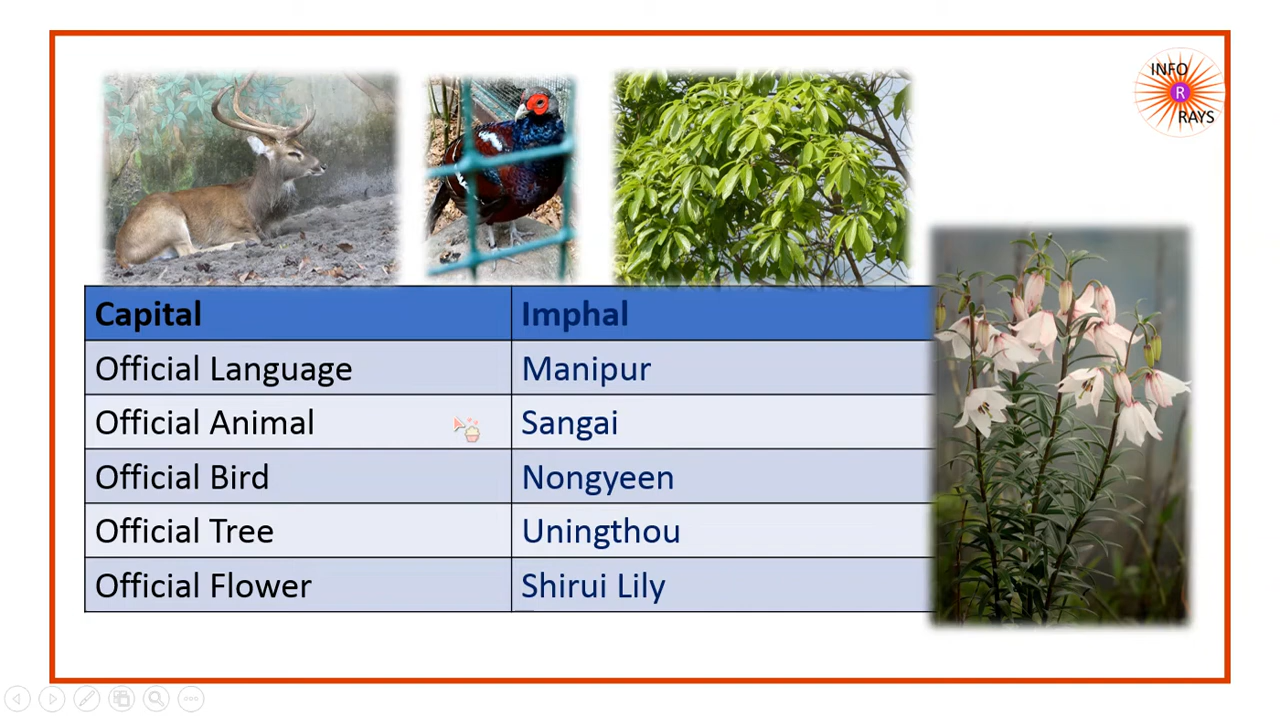 INFO
R
RAYS
Capital Imphal
Official Language Manipur
Official Animal Sangai
Official Bird Nongyeen
Official Tree Uningthou
Official Flower Shirui Lily